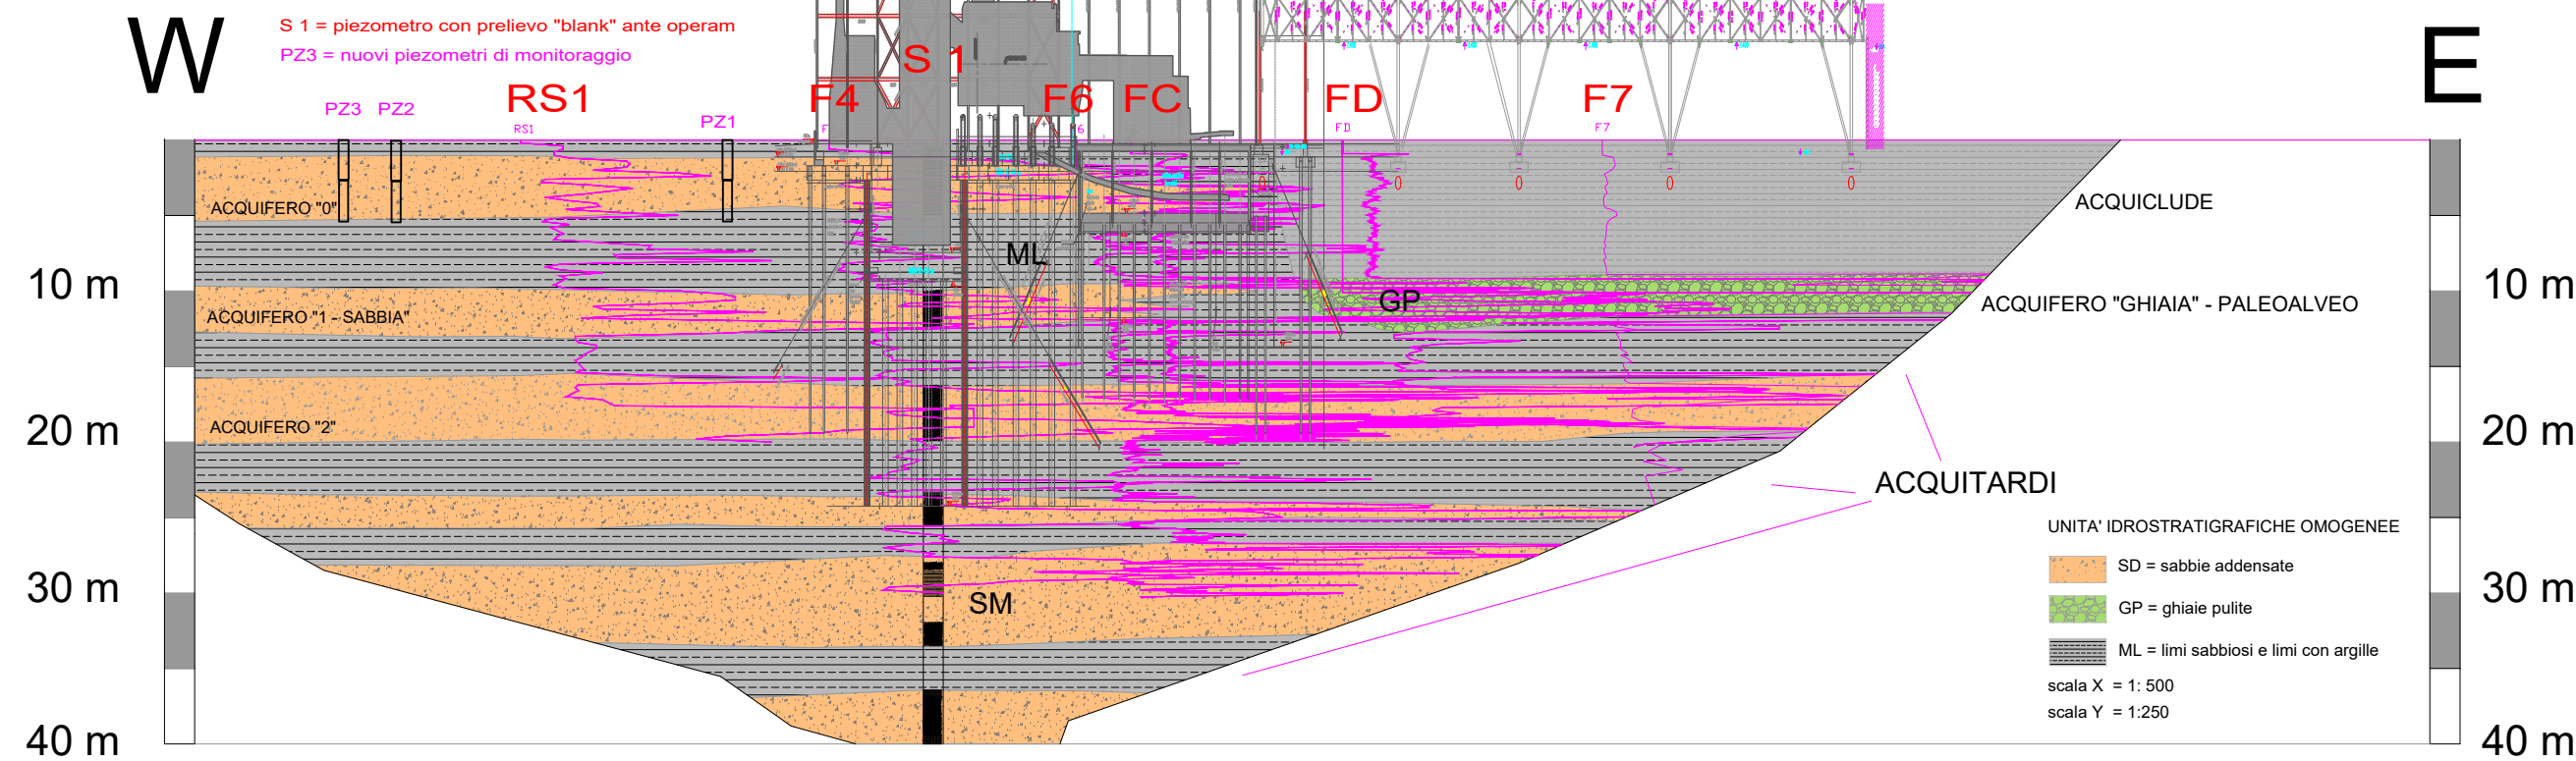 W
S 1 = piezometro con prelievo "blank" ante operam
PZ3 = nuovi piezometri di monitoraggio
E
S 1
PZ3
PZ2
RS1
PZ1
F4
F6
FC
FD
F7
RS1
F
6
FD
F7
ACQUIFERO "0"
ACQUICLUDE
ML
10 m
10 m
GP
ACQUIFERO "GHIAIA" - PALEOALVEO
ACQUIFERO "1 - SABBIA"
ACQUIFERO "2"
20 m
20 m
ACQUITARDI
UNITA' IDROSTRATIGRAFICHE OMOGENEE
SD = sabbie addensate
30 m
30 m
SM
GP = ghiaie pulite
ML = limi sabbiosi e limi con argille
scala X = 1: 500
scala Y = 1:250
40 m
40 m